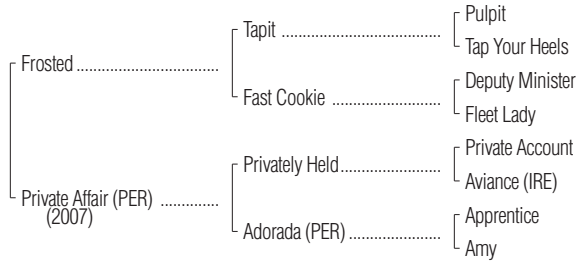 Pulpit
Tapit
Tap Your Heels
Frosted
Deputy Minister
Fast Cookie
Fleet Lady
Private Account
Privately Held
Aviance (IRE)
Private Affair (PER)
(2007)
Apprentice
Adorada (PER)
Amy